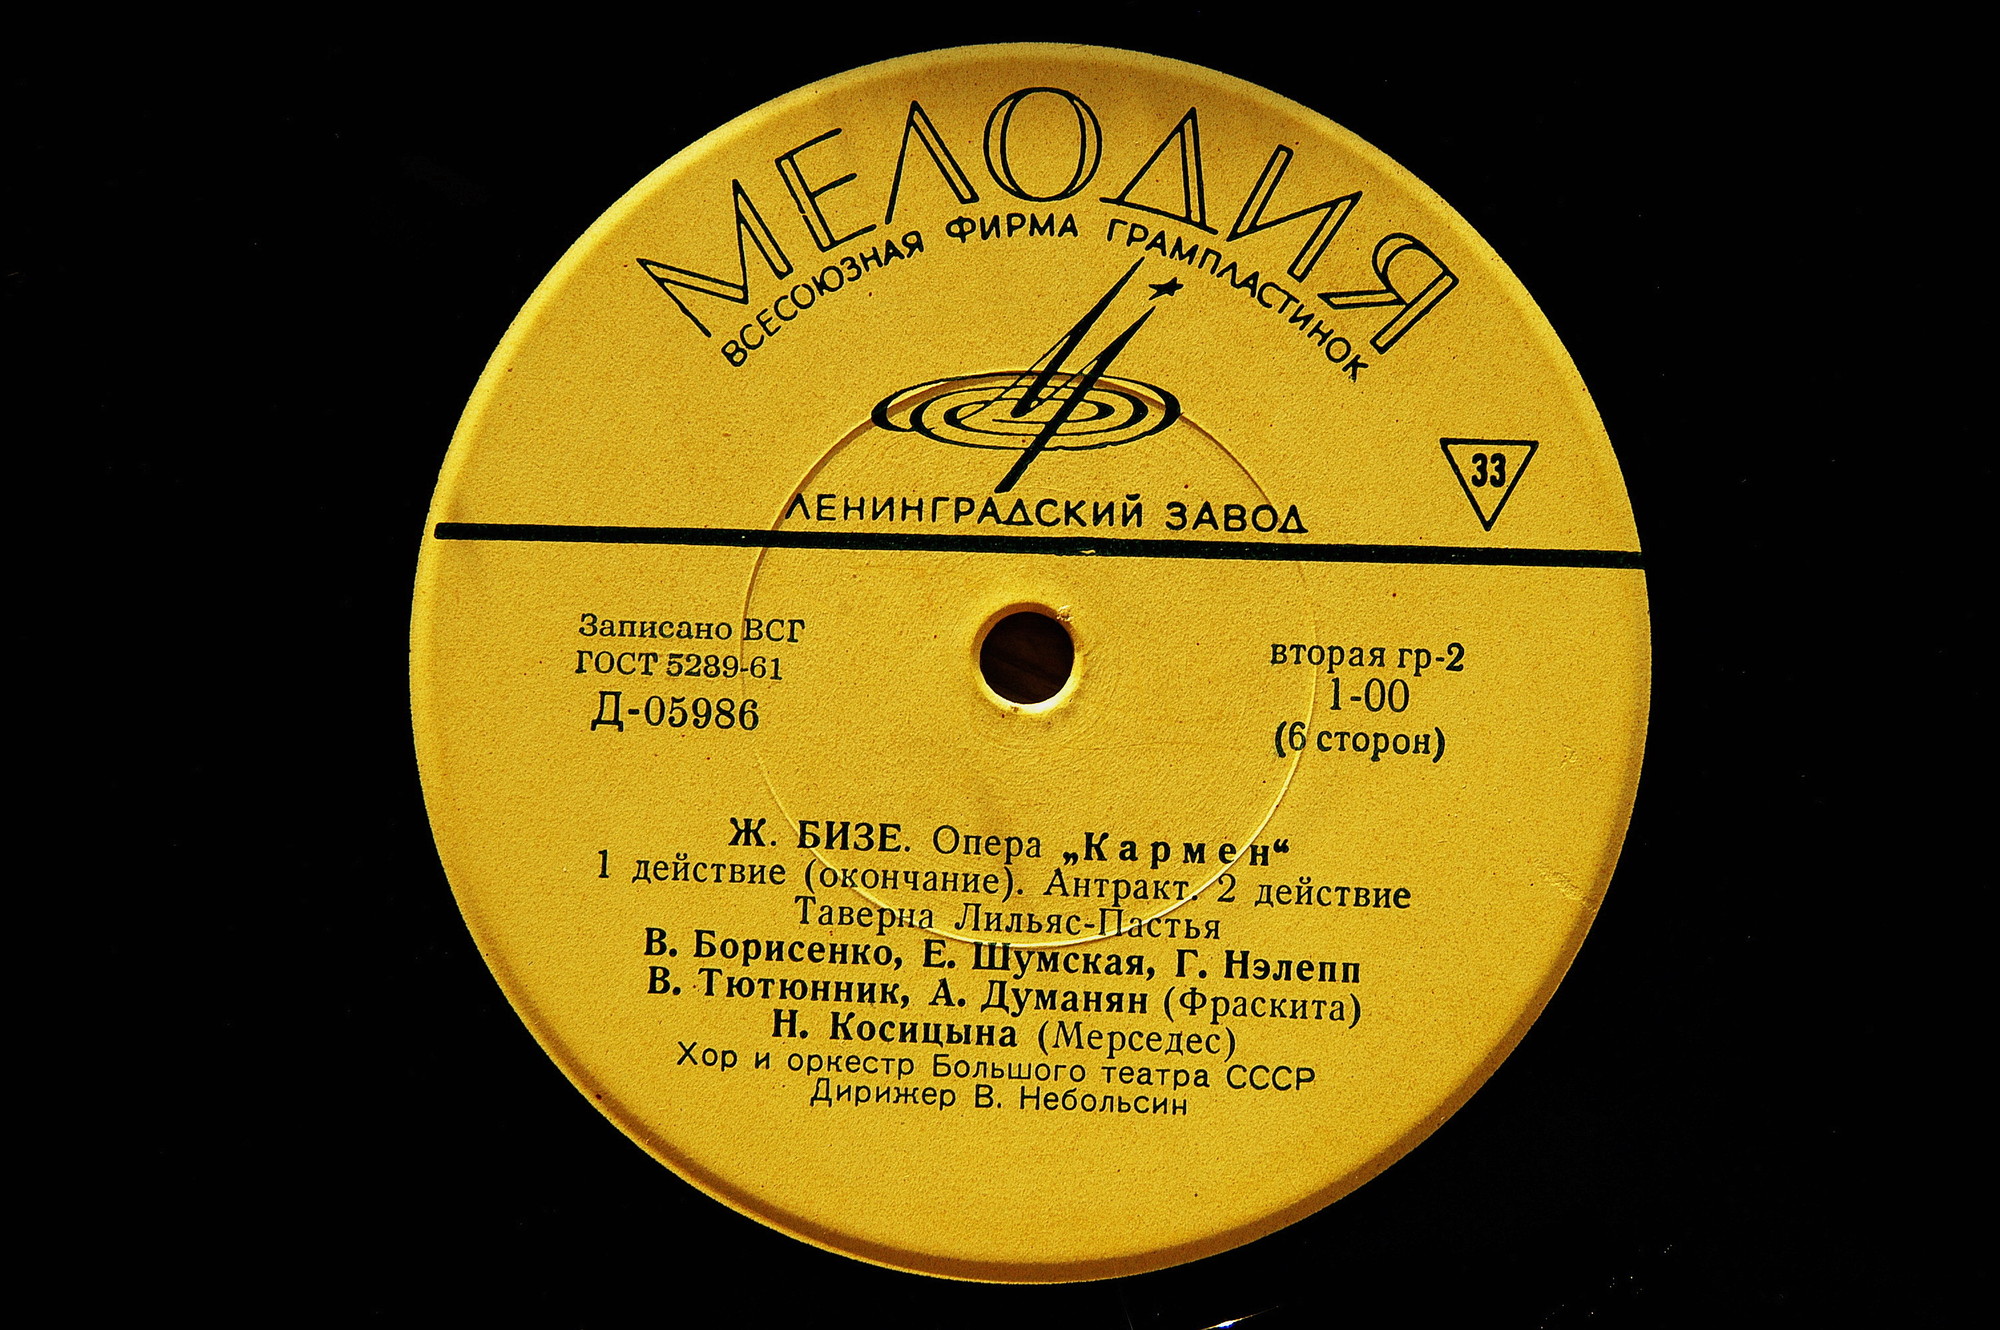 МЕЛОДИЯ
ВСЕСОЮЗНАЯ ФИРМА ГРАМПЛАСТИНОК
33
ЛЕНИНГРАДСКИЙ ЗАВОД
Записано ВСГ
ГОСТ 5289-61
Д-05986
вторая гр-2
1-00
(6 сторон)
Ж. БИЗЕ. Опера „Кармен“
1 действие (окончание). Антракт. 2 действие
Таверна Лильяс-Пастья
В. Борисенко, Е. Шумская, Г. Нэлепп
В. Тютюнник, А. Думанян (Фраскита)
Н. Косицына (Мерседес)
Хор и оркестр Большого театра СССР
Дирижер В. Небольсин